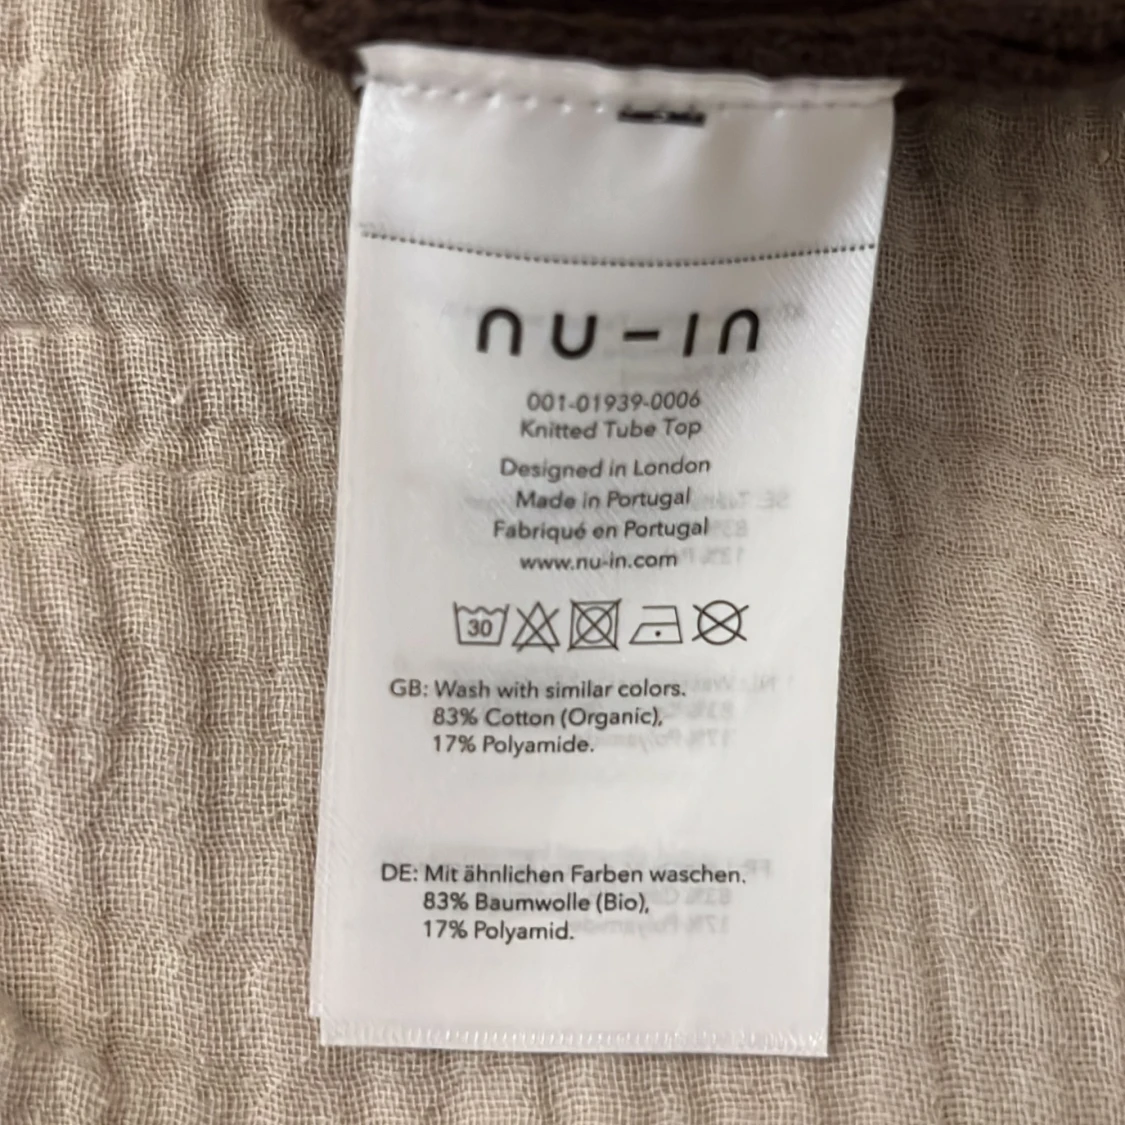 nu-in
001-01939-0006
Knitted Tube Top
Designed in London
Made in Portugal
Fabriqué en Portugal
www.nu-in.com
30
GB: Wash with similar colors.
83% Cotton (Organic),
17% Polyamide.
DE: Mit ähnlichen Farben waschen.
83% Baumwolle (Bio),
17% Polyamid.